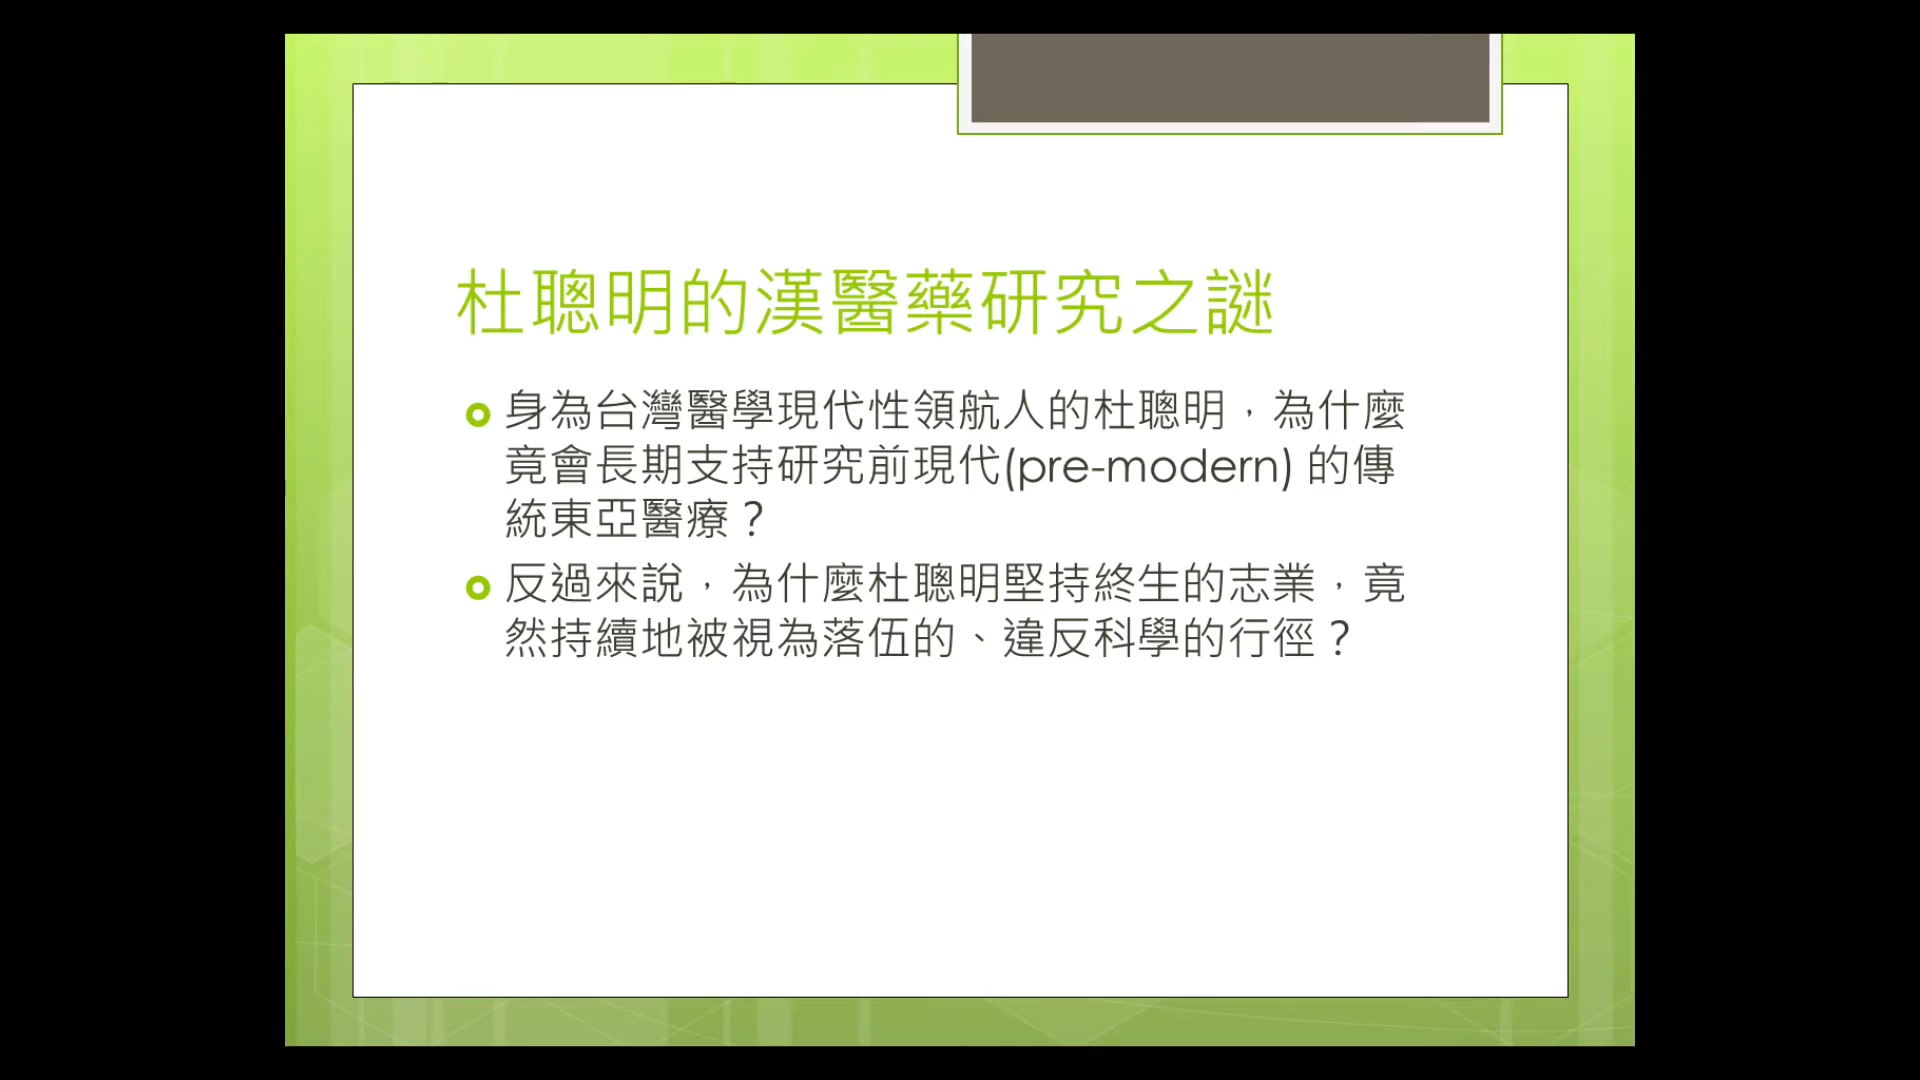 杜聰明的漢醫藥研究之謎
身為台灣醫學現代性領航人的杜聰明，為什麼
竟會長期支持研究前現代(pre-modern) 的傳
統東亞醫療？
反過來說，為什麼杜聰明堅持終生的志業，竟
然持續地被視為落伍的、違反科學的行徑？